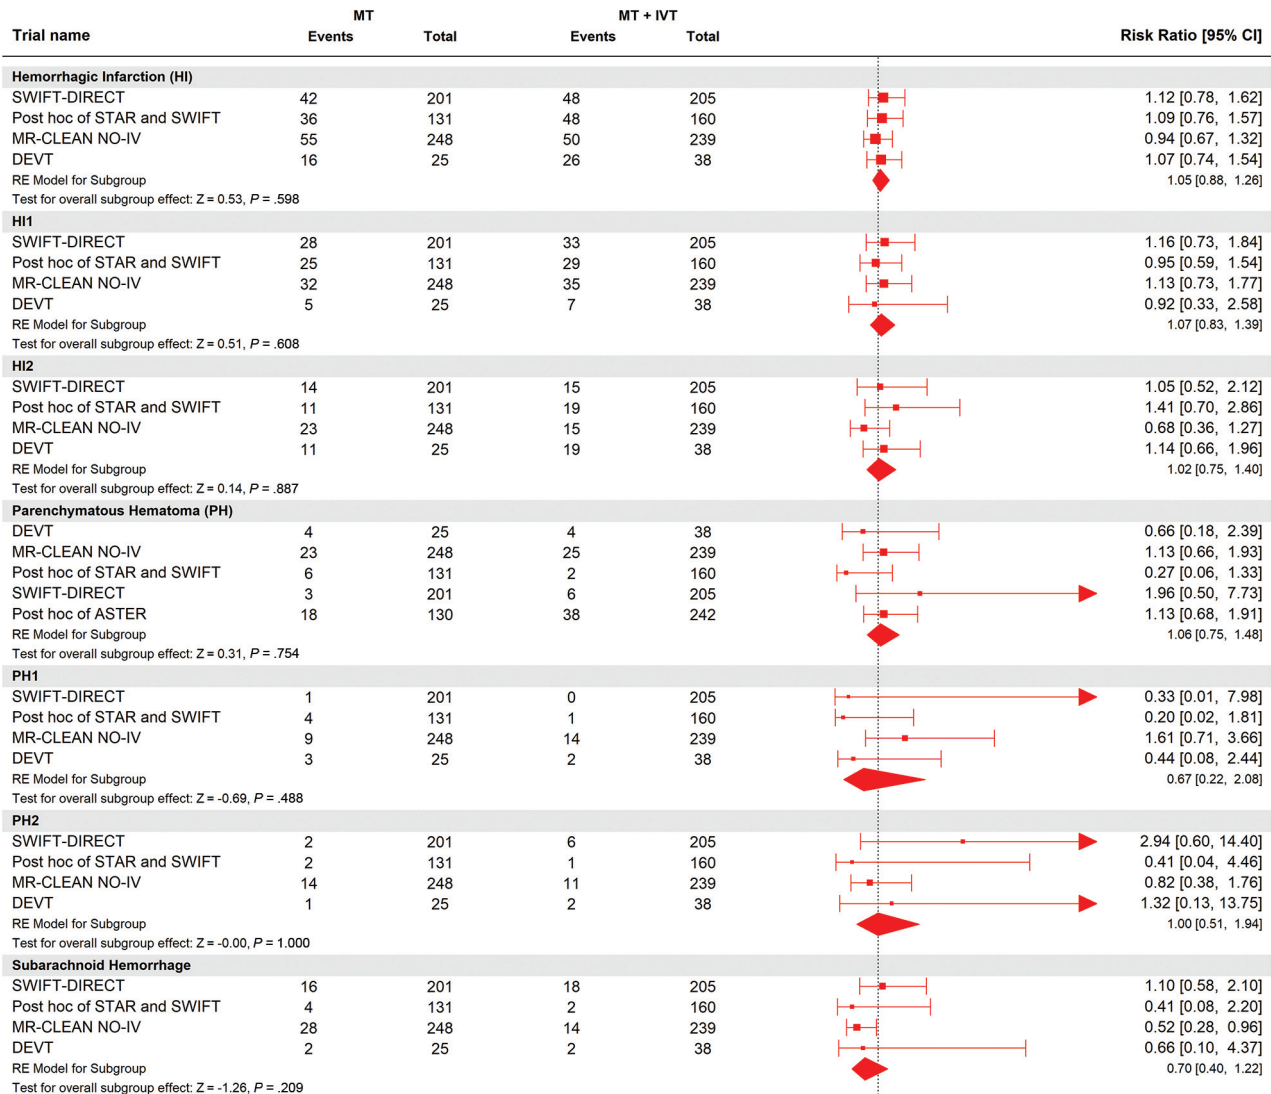 MT MT + IVT
Trial name Events Total Events Total Risk Ratio [95% CI]
Hemorrhagic Infarction (HI)
SWIFT-DIRECT 42 201 48 205 1.12 [0.78, 1.62]
Post hoc of STAR and SWIFT 36 131 48 160 1.09 [0.76, 1.57]
MR-CLEAN NO-IV 55 248 50 239 0.94 [0.67, 1.32]
DEVT 16 25 26 38 1.07 [0.74, 1.54]
RE Model for Subgroup 1.05 [0.88, 1.26]
Test for overall subgroup effect: Z = 0.53, P = .598
HI1
SWIFT-DIRECT 28 201 33 205 1.16 [0.73, 1.84]
Post hoc of STAR and SWIFT 25 131 29 160 0.95 [0.59, 1.54]
MR-CLEAN NO-IV 32 248 35 239 1.13 [0.73, 1.77]
DEVT 5 25 7 38 0.92 [0.33, 2.58]
RE Model for Subgroup 1.07 [0.83, 1.39]
Test for overall subgroup effect: Z = 0.51, P = .608
HI2
SWIFT-DIRECT 14 201 15 205 1.05 [0.52, 2.12]
Post hoc of STAR and SWIFT 11 131 19 160 1.41 [0.70, 2.86]
MR-CLEAN NO-IV 23 248 15 239 0.68 [0.36, 1.27]
DEVT 11 25 19 38 1.14 [0.66, 1.96]
RE Model for Subgroup 1.02 [0.75, 1.40]
Test for overall subgroup effect: Z = 0.14, P = .887
Parenchymatous Hematoma (PH)
DEVT 4 25 4 38 0.66 [0.18, 2.39]
MR-CLEAN NO-IV 23 248 25 239 1.13 [0.66, 1.93]
Post hoc of STAR and SWIFT 6 131 2 160 0.27 [0.06, 1.33]
SWIFT-DIRECT 3 201 6 205 1.96 [0.50, 7.73]
Post hoc of ASTER 18 130 38 242 1.13 [0.68, 1.91]
RE Model for Subgroup 1.06 [0.75, 1.48]
Test for overall subgroup effect: Z = 0.31, P = .754
PH1
SWIFT-DIRECT 1 201 0 205 0.33 [0.01, 7.98]
Post hoc of STAR and SWIFT 4 131 1 160 0.20 [0.02, 1.81]
MR-CLEAN NO-IV 9 248 14 239 1.61 [0.71, 3.66]
DEVT 3 25 2 38 0.44 [0.08, 2.44]
RE Model for Subgroup 0.67 [0.22, 2.08]
Test for overall subgroup effect: Z = -0.69, P = .488
PH2
SWIFT-DIRECT 2 201 6 205 2.94 [0.60, 14.40]
Post hoc of STAR and SWIFT 2 131 1 160 0.41 [0.04, 4.46]
MR-CLEAN NO-IV 14 248 11 239 0.82 [0.38, 1.76]
DEVT 1 25 2 38 1.32 [0.13, 13.75]
RE Model for Subgroup 1.00 [0.51, 1.94]
Test for overall subgroup effect: Z = -0.00, P = 1.000
Subarachnoid Hemorrhage
SWIFT-DIRECT 16 201 18 205 1.10 [0.58, 2.10]
Post hoc of STAR and SWIFT 4 131 2 160 0.41 [0.08, 2.20]
MR-CLEAN NO-IV 28 248 14 239 0.52 [0.28, 0.96]
DEVT 2 25 2 38 0.66 [0.10, 4.37]
RE Model for Subgroup 0.70 [0.40, 1.22]
Test for overall subgroup effect: Z = -1.26, P = .209